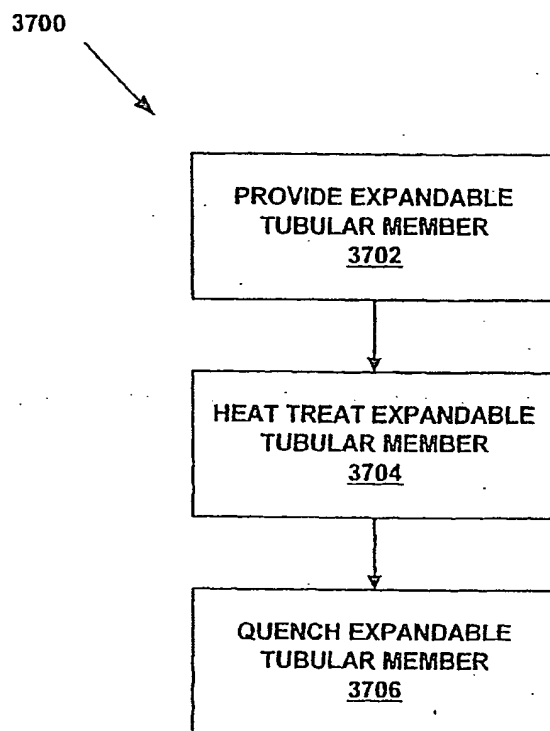 3700
PROVIDE EXPANDABLE
TUBULAR MEMBER
3702
HEAT TREAT EXPANDABLE
TUBULAR MEMBER
3704
QUENCH EXPANDABLE
TUBULAR MEMBER
3706